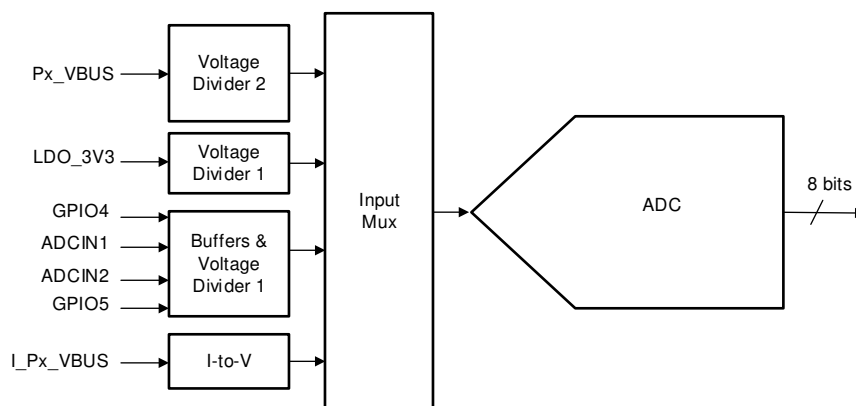 Px_VBUS
Voltage
Divider 2
LDO_3V3
Voltage
Divider 1
GPIO4
ADCIN1
ADCIN2
GPIO5
Buffers &
Voltage
Divider 1
I_Px_VBUS
I-to-V
Input
Mux
ADC
8 bits